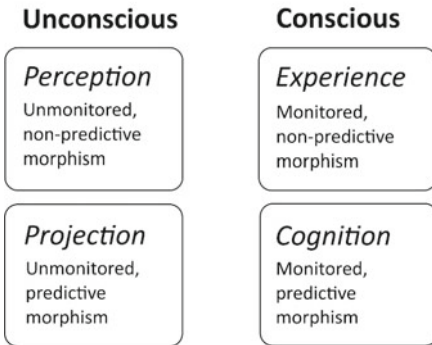 Unconscious
Conscious
Perception
Unmonitored,
non-predictive
morphism
Experience
Monitored,
non-predictive
morphism
Projection
Unmonitored,
predictive
morphism
Cognition
Monitored,
predictive
morphism